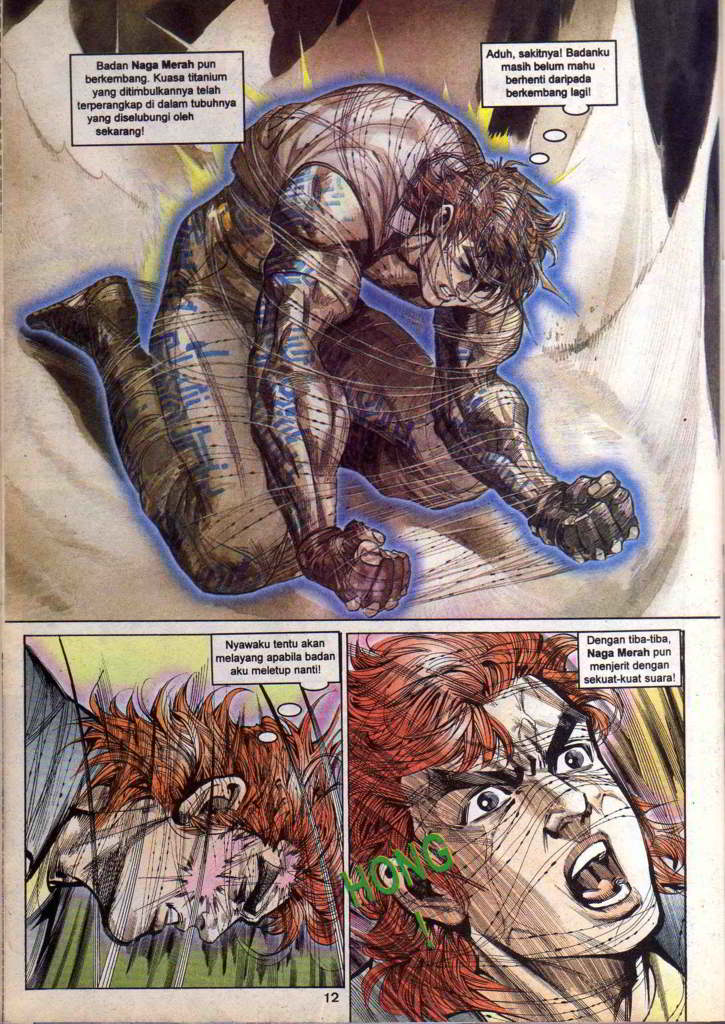 Badan Naga Merah pun
berkembang. Kuasa titanium
yang ditimbulkannya telah
terperangkap di dalam tubuhnya
yang diselubungi oleh
sekarang!
Aduh, sakitnya! Badanku
masih belum mahu
berhenti daripada
berkembang lagi!
Nyawaku tentu akan
melayang apabila badan
aku meletup nanti!
Dengan tiba-tiba,
Naga Merah pun
menjerit dengan
sekuat-kuat suara!
HONG
!
12